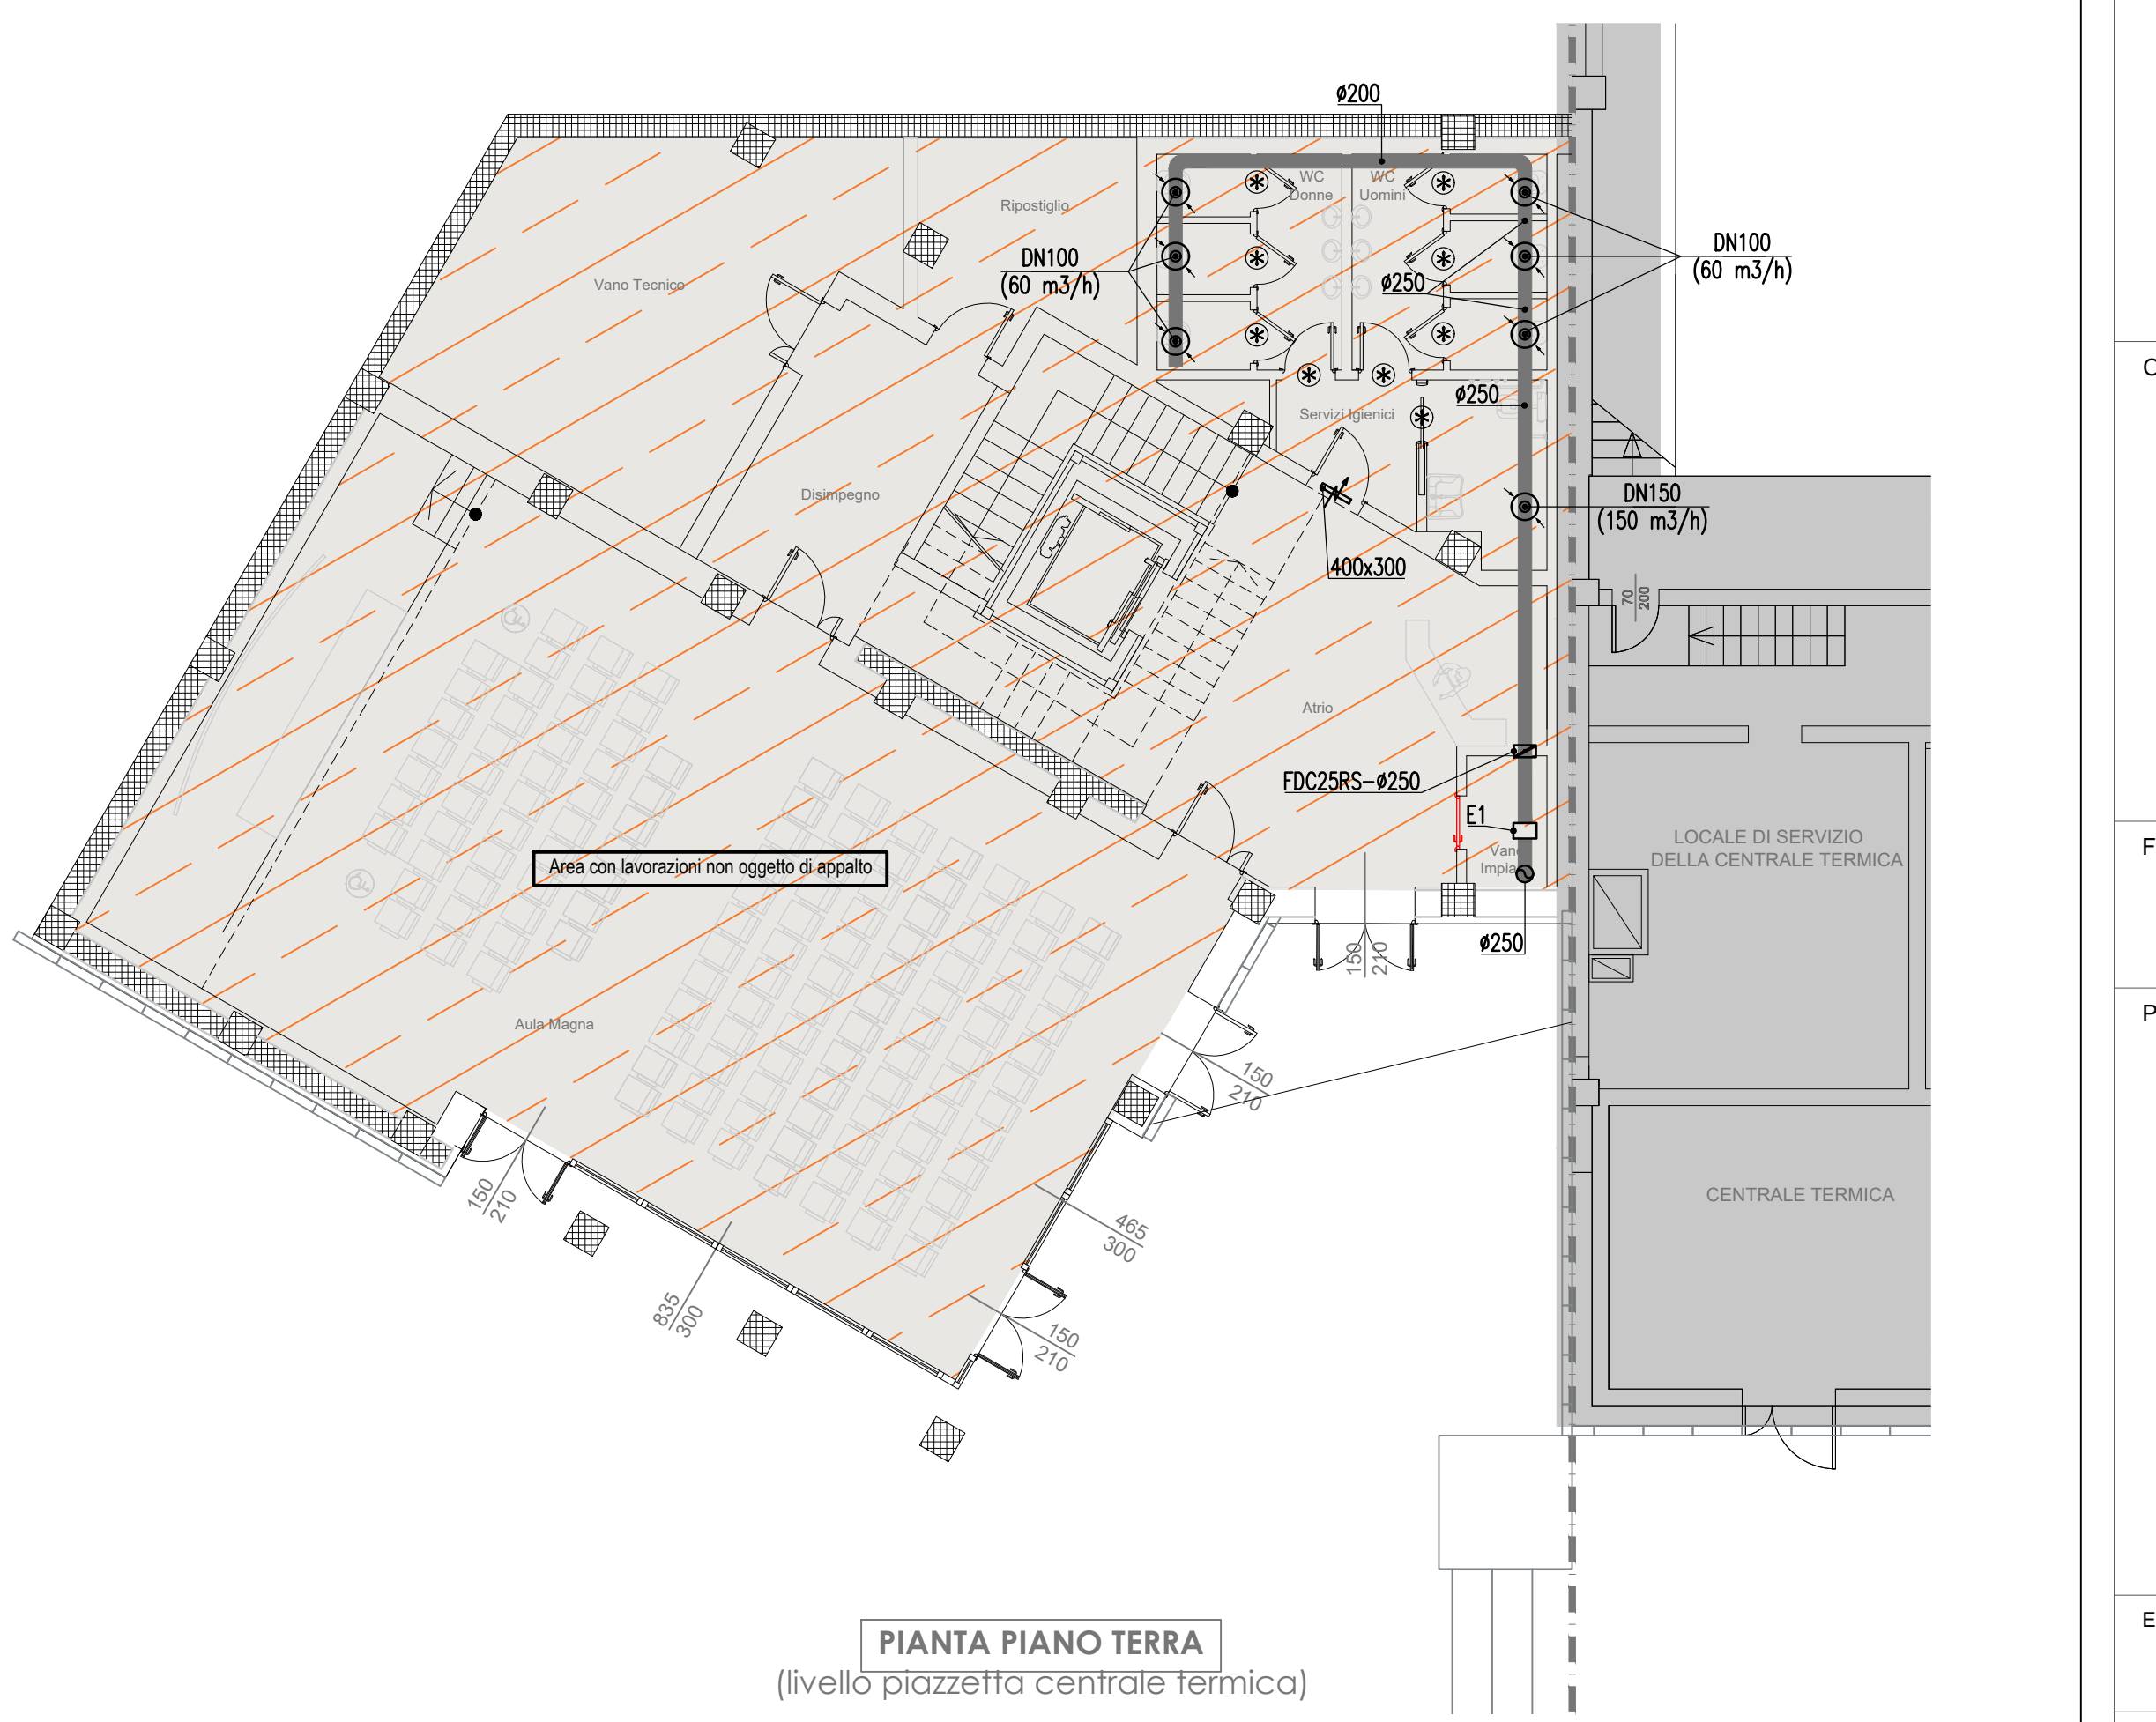 ø200
WC
Donne
WC
Uomini
Ripostiglio
C
DN100
(60 m3/h)
DN100
(60 m3/h)
Vano Tecnico
ø250
ø250
Servizi Igienici
Disimpegno
DN150
(150 m3/h)
400x300
70
200
Atrio
FDC25RS-ø250
E1
LOCALE DI SERVIZIO
DELLA CENTRALE TERMICA
F
Vano
Area con lavorazioni non oggetto di appalto
ø250
150
210
P
Aula Magna
150
210
150
210
CENTRALE TERMICA
465
300
835
300
150
210
E
PIANTA PIANO TERRA
(livello piazzetta centrale termica)